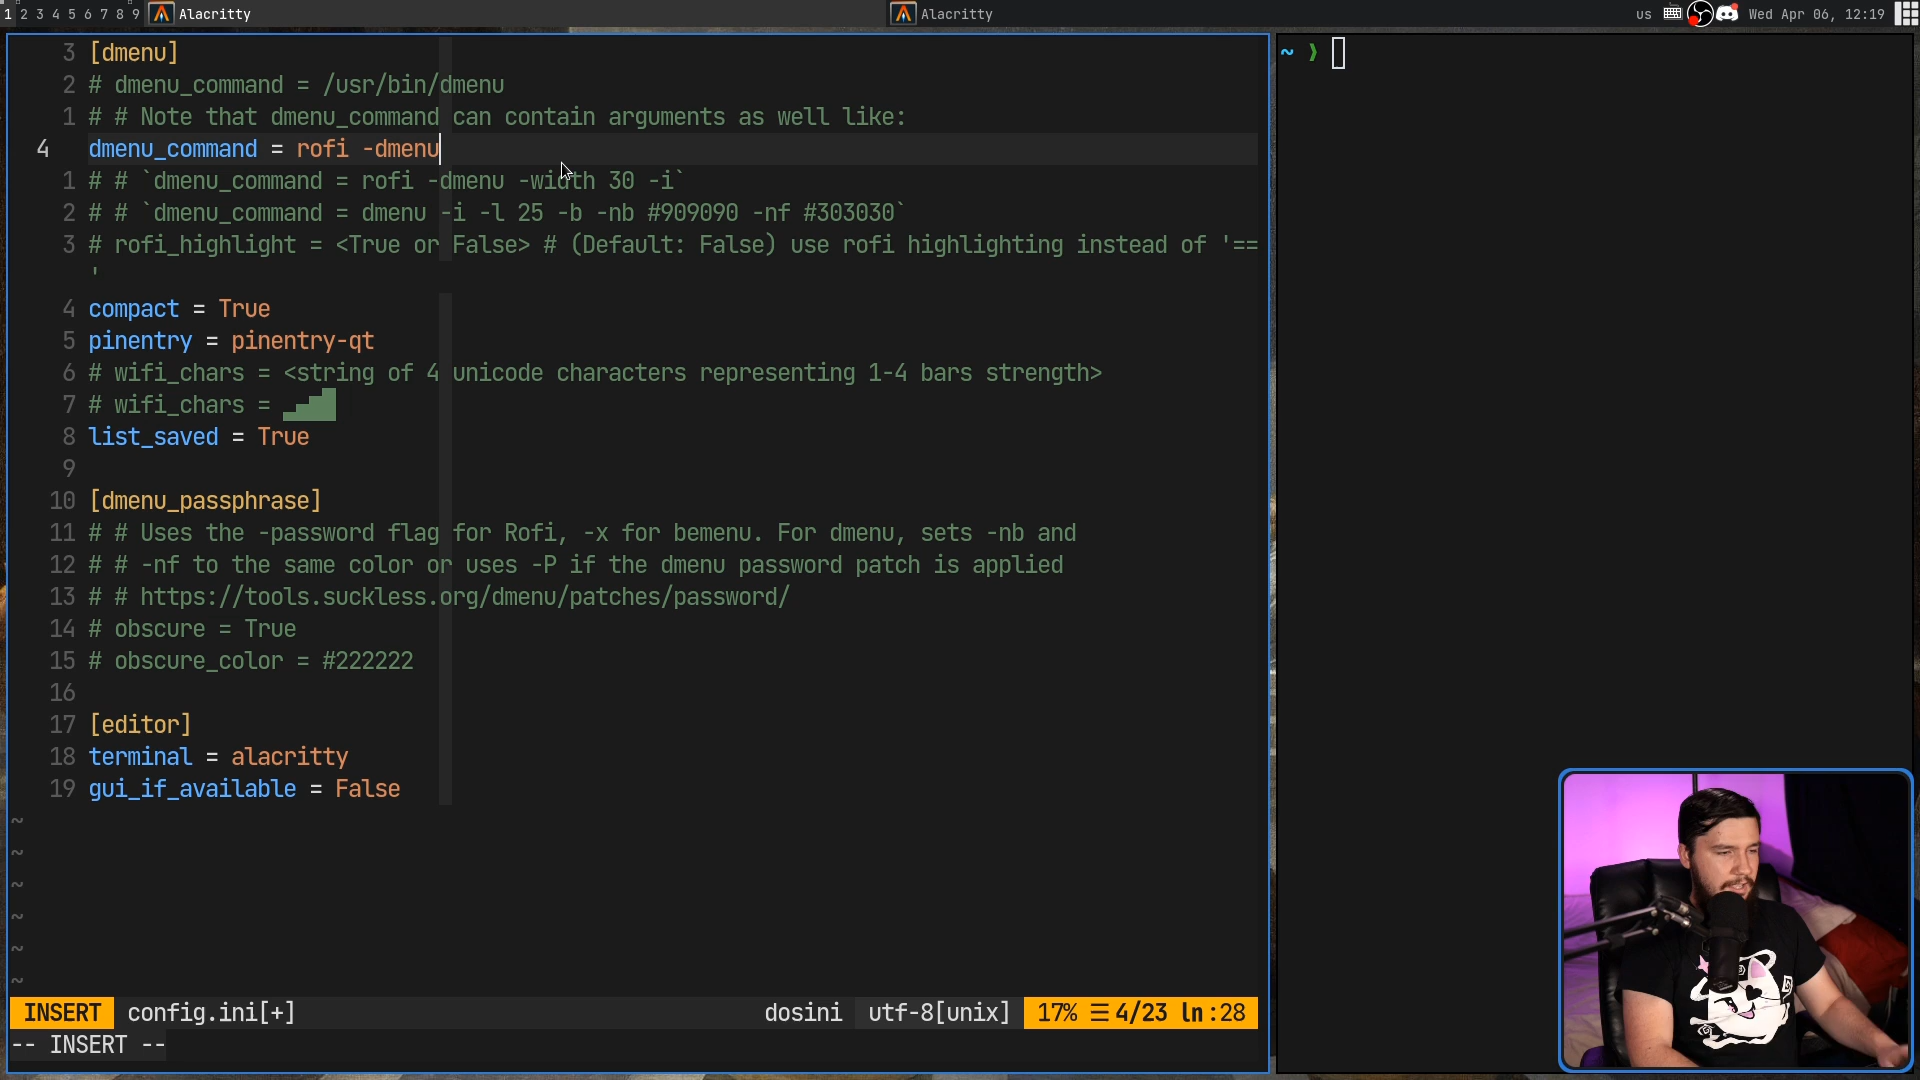 1 2 3 4 5 6 7 8 9 Alacritty Alacritty us Wed Apr 06, 12:19
3 [dmenu]
2 # dmenu_command = /usr/bin/dmenu
1 # # Note that dmenu_command can contain arguments as well like:
4 dmenu_command = rofi -dmenu
1 # # `dmenu_command = rofi -dmenu -width 30 -i`
2 # # `dmenu_command = dmenu -i -l 25 -b -nb #909090 -nf #303030`
3 # rofi_highlight = <True or False> # (Default: False) use rofi highlighting instead of '==
'
4 compact = True
5 pinentry = pinentry-qt
6 # wifi_chars = <string of 4 unicode characters representing 1-4 bars strength>
7 # wifi_chars = ▂▄▆█
8 list_saved = True
9
10 [dmenu_passphrase]
11 # # Uses the -password flag for Rofi, -x for bemenu. For dmenu, sets -nb and
12 # # -nf to the same color or uses -P if the dmenu password patch is applied
13 # # https://tools.suckless.org/dmenu/patches/password/
14 # obscure = True
15 # obscure_color = #222222
16
17 [editor]
18 terminal = alacritty
19 gui_if_available = False
~
~
~
~
~
~
INSERT config.ini[+] dosini utf-8[unix] 17% ☰ 4/23 ln:28
-- INSERT --
~ ❯